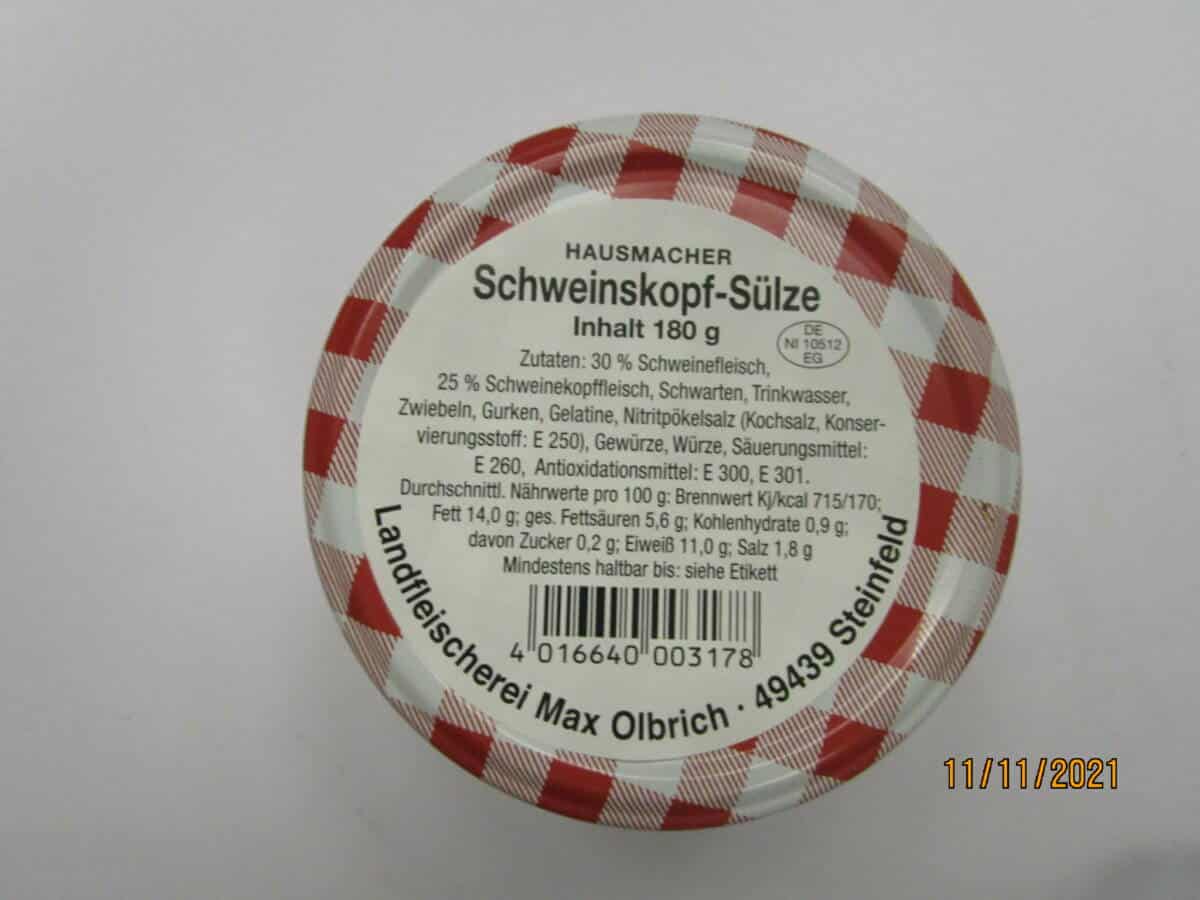 HAUSMACHER
Schweinskopf-Sülze
Inhalt 180 g
DE
NI 10512
EG
Zutaten: 30 % Schweinefleisch,
25 % Schweinekopffleisch, Schwarten, Trinkwasser,
Zwiebeln, Gurken, Gelatine, Nitritpökelsalz (Kochsalz, Konser-
vierungsstoff: E 250), Gewürze, Würze, Säuerungsmittel:
E 260, Antioxidationsmittel: E 300, E 301.
Durchschnittl. Nährwerte pro 100 g: Brennwert Kj/kcal 715/170;
Fett 14,0 g; ges. Fettsäuren 5,6 g; Kohlenhydrate 0,9 g;
davon Zucker 0,2 g; Eiweiß 11,0 g; Salz 1,8 g
Mindestens haltbar bis: siehe Etikett
4 016640 003178
Landfleischerei Max Olbrich · 49439 Steinfeld
11/11/2021